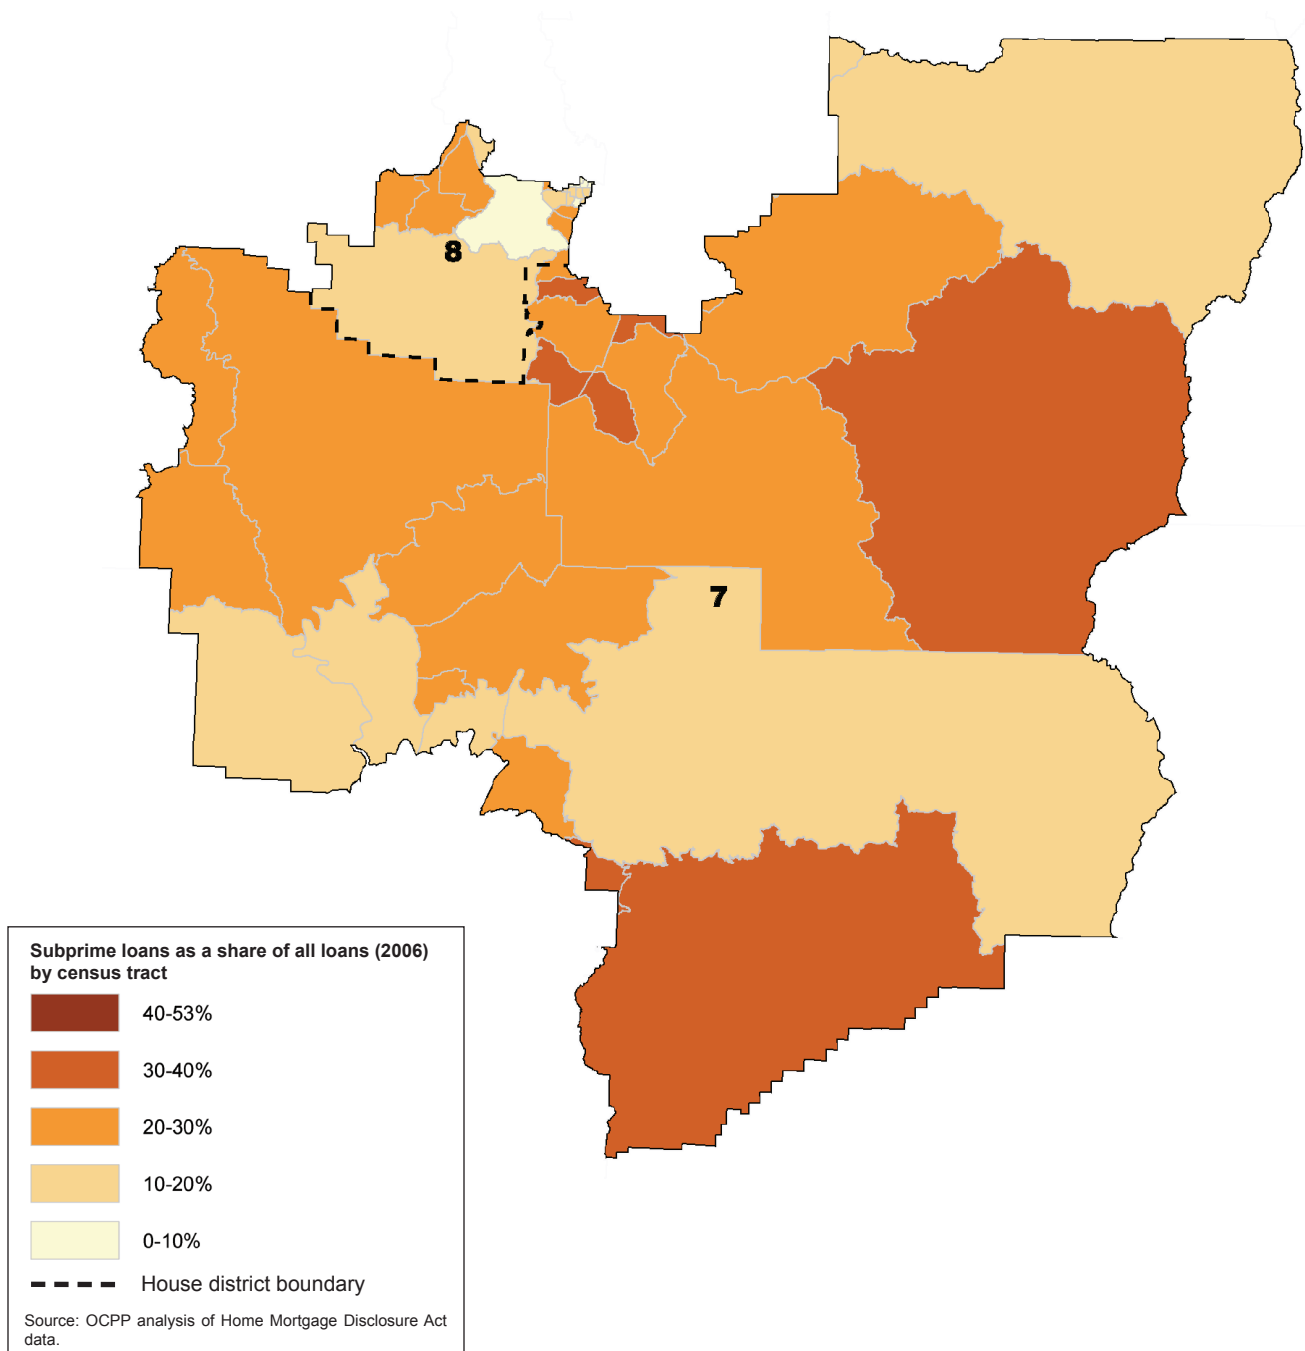 8
7
Subprime loans as a share of all loans (2006)
by census tract
40-53%
30-40%
20-30%
10-20%
0-10%
House district boundary
Source: OCPP analysis of Home Mortgage Disclosure Act
data.